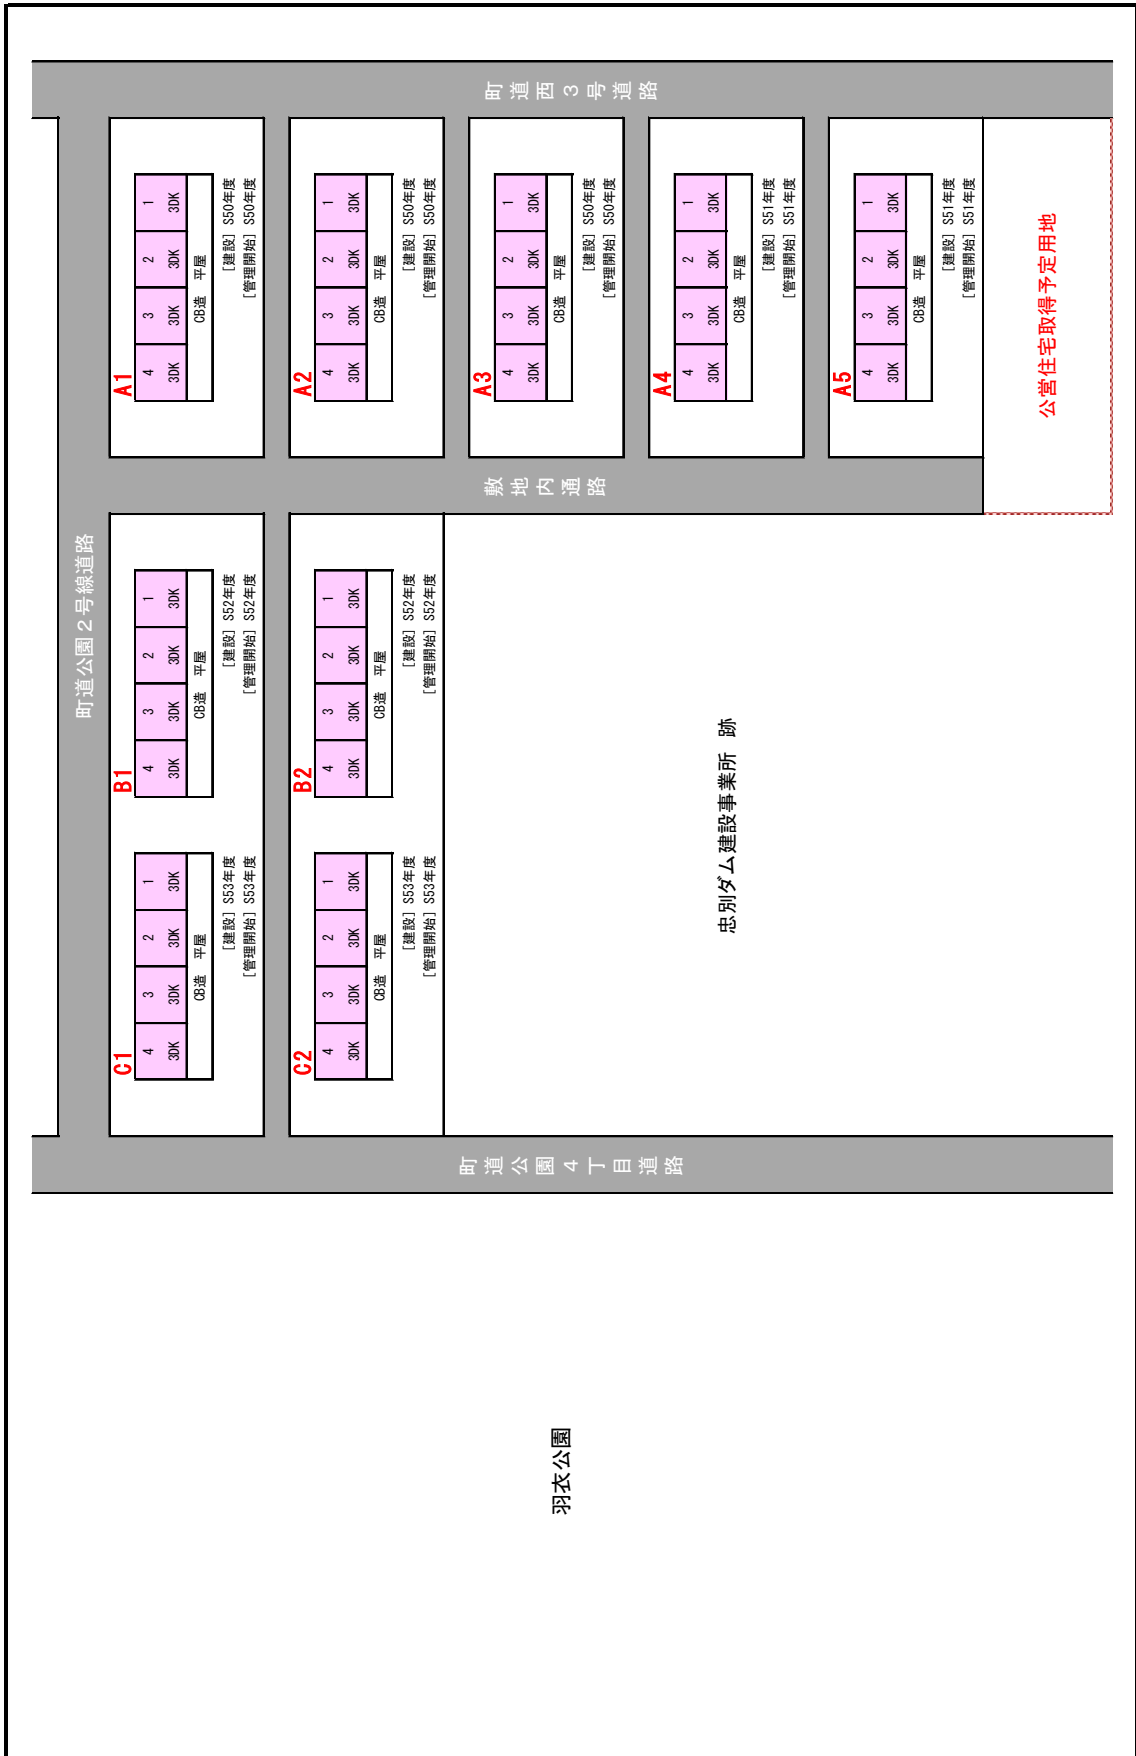 町道西３号道路
町道公園２号線道路
A1
4 3 2 1
3DK 3DK 3DK 3DK
CB造 平屋
[建設] S50年度
[管理開始] S50年度
A2
4 3 2 1
3DK 3DK 3DK 3DK
CB造 平屋
[建設] S50年度
[管理開始] S50年度
A3
4 3 2 1
3DK 3DK 3DK 3DK
CB造 平屋
[建設] S50年度
[管理開始] S50年度
A4
4 3 2 1
3DK 3DK 3DK 3DK
CB造 平屋
[建設] S51年度
[管理開始] S51年度
A5
4 3 2 1
3DK 3DK 3DK 3DK
CB造 平屋
[建設] S51年度
[管理開始] S51年度
公営住宅取得予定用地
敷地内通路
B1
4 3 2 1
3DK 3DK 3DK 3DK
CB造 平屋
[建設] S52年度
[管理開始] S52年度
B2
4 3 2 1
3DK 3DK 3DK 3DK
CB造 平屋
[建設] S52年度
[管理開始] S52年度
C1
4 3 2 1
3DK 3DK 3DK 3DK
CB造 平屋
[建設] S53年度
[管理開始] S53年度
C2
4 3 2 1
3DK 3DK 3DK 3DK
CB造 平屋
[建設] S53年度
[管理開始] S53年度
忠別ダム建設事業所 跡
町道公園４丁目道路
羽衣公園